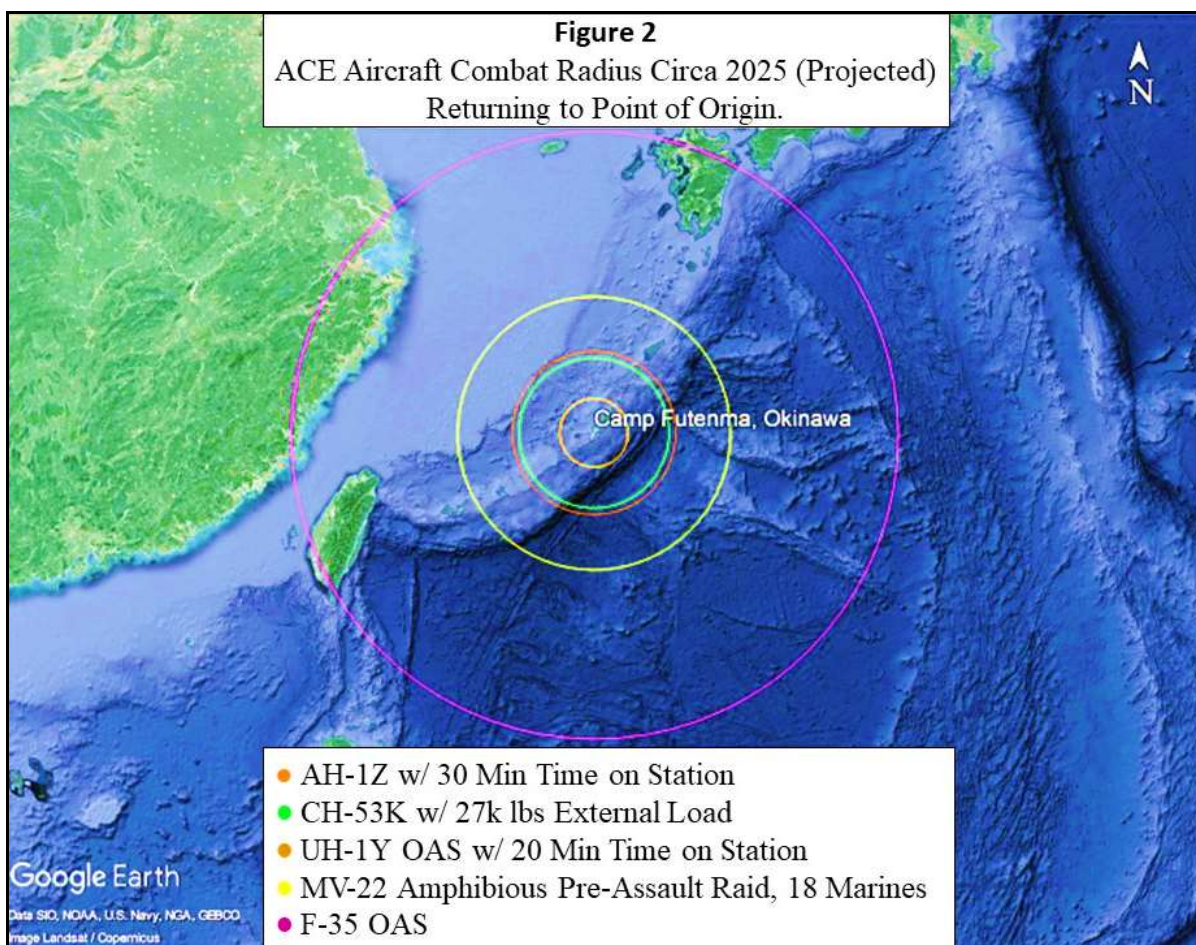 Figure 2
ACE Aircraft Combat Radius Circa 2025 (Projected)
Returning to Point of Origin.
N
Camp Futenma, Okinawa
AH-1Z w/ 30 Min Time on Station
CH-53K w/ 27k lbs External Load
UH-1Y OAS w/ 20 Min Time on Station
MV-22 Amphibious Pre-Assault Raid, 18 Marines
F-35 OAS
Google Earth
Data SIO, NOAA, U.S. Navy, NGA, GEBCO
Image Landsat / Copernicus